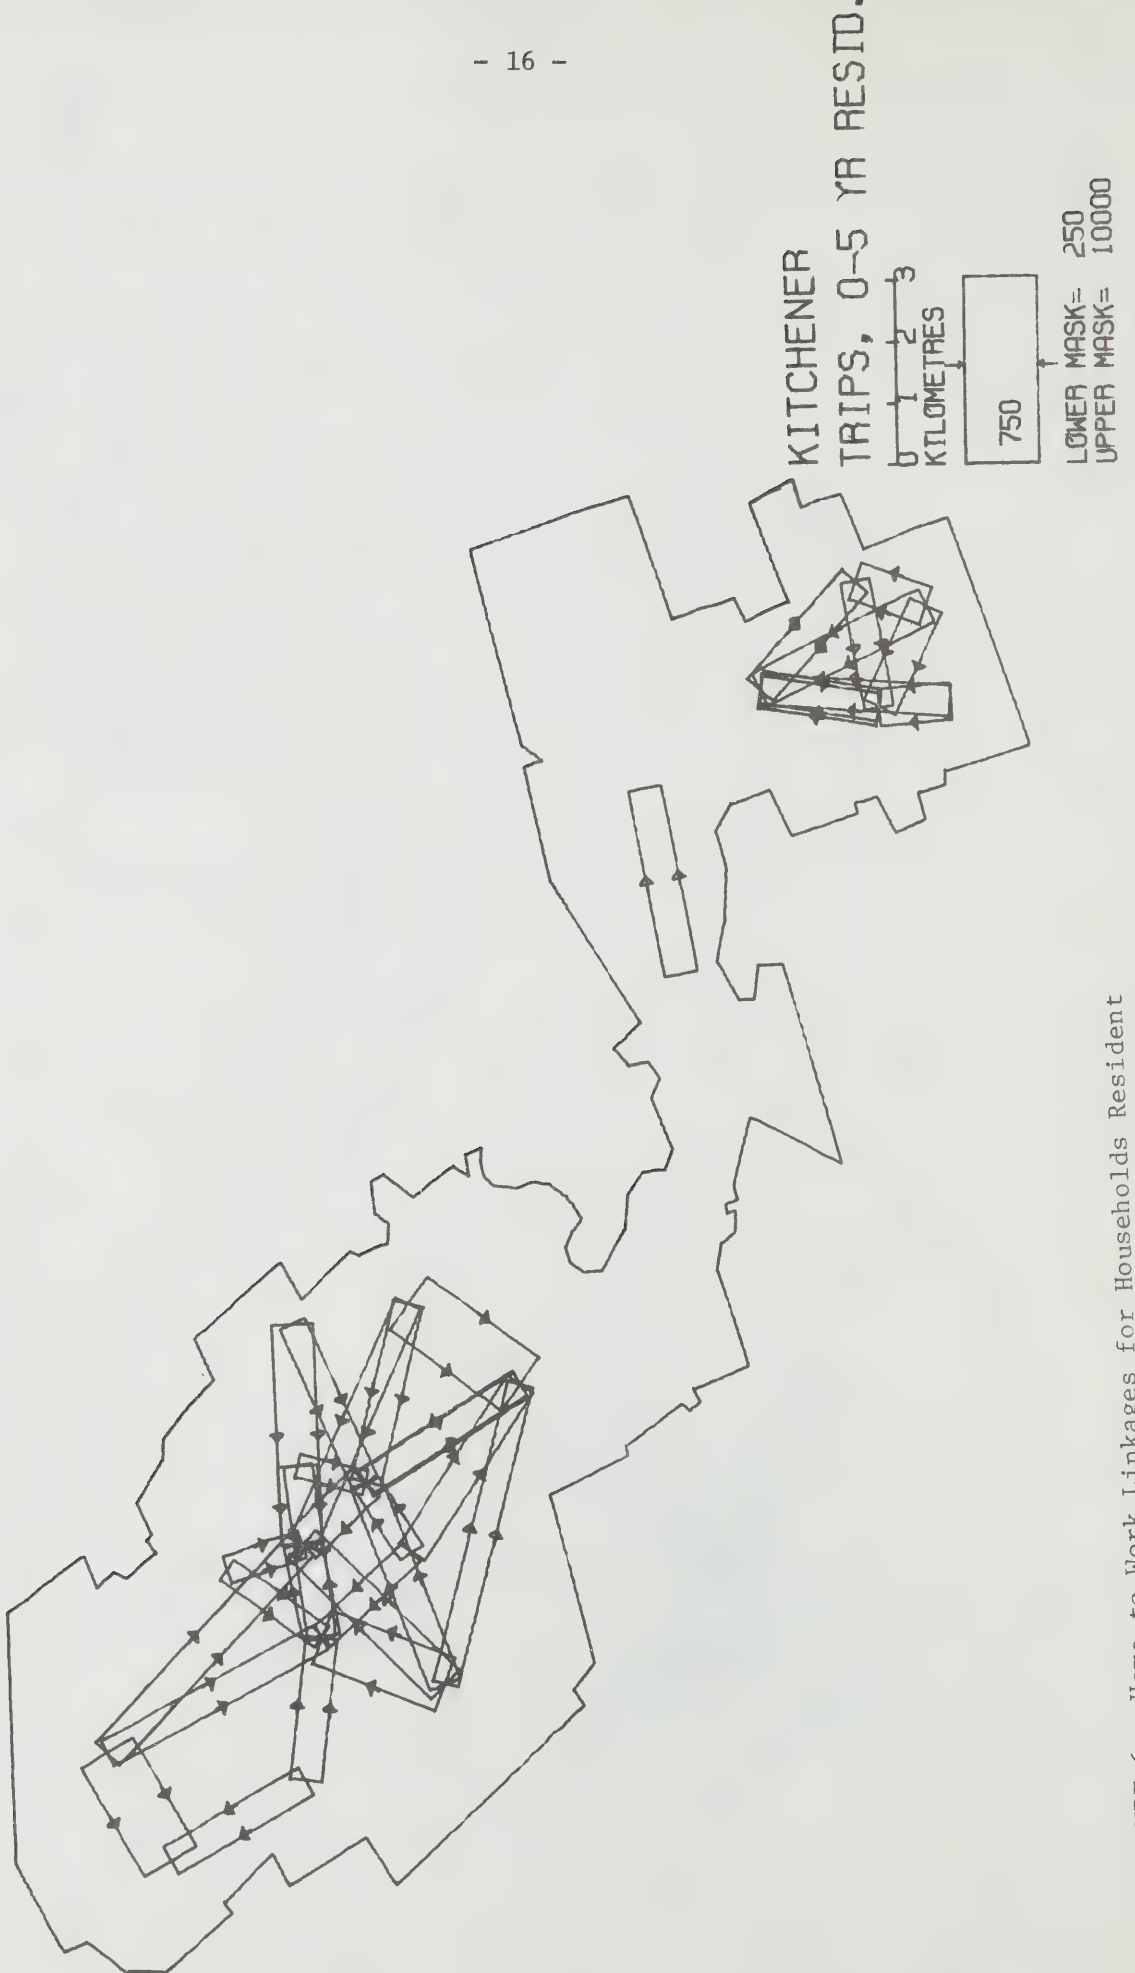 - 16 -
KITCHENER
TRIPS, 0-5 YR RESID.
0 1 2 3
KILOMETRES
750
LOWER MASK= 250
UPPER MASK= 10000
Home to Work Linkages for Households Resident